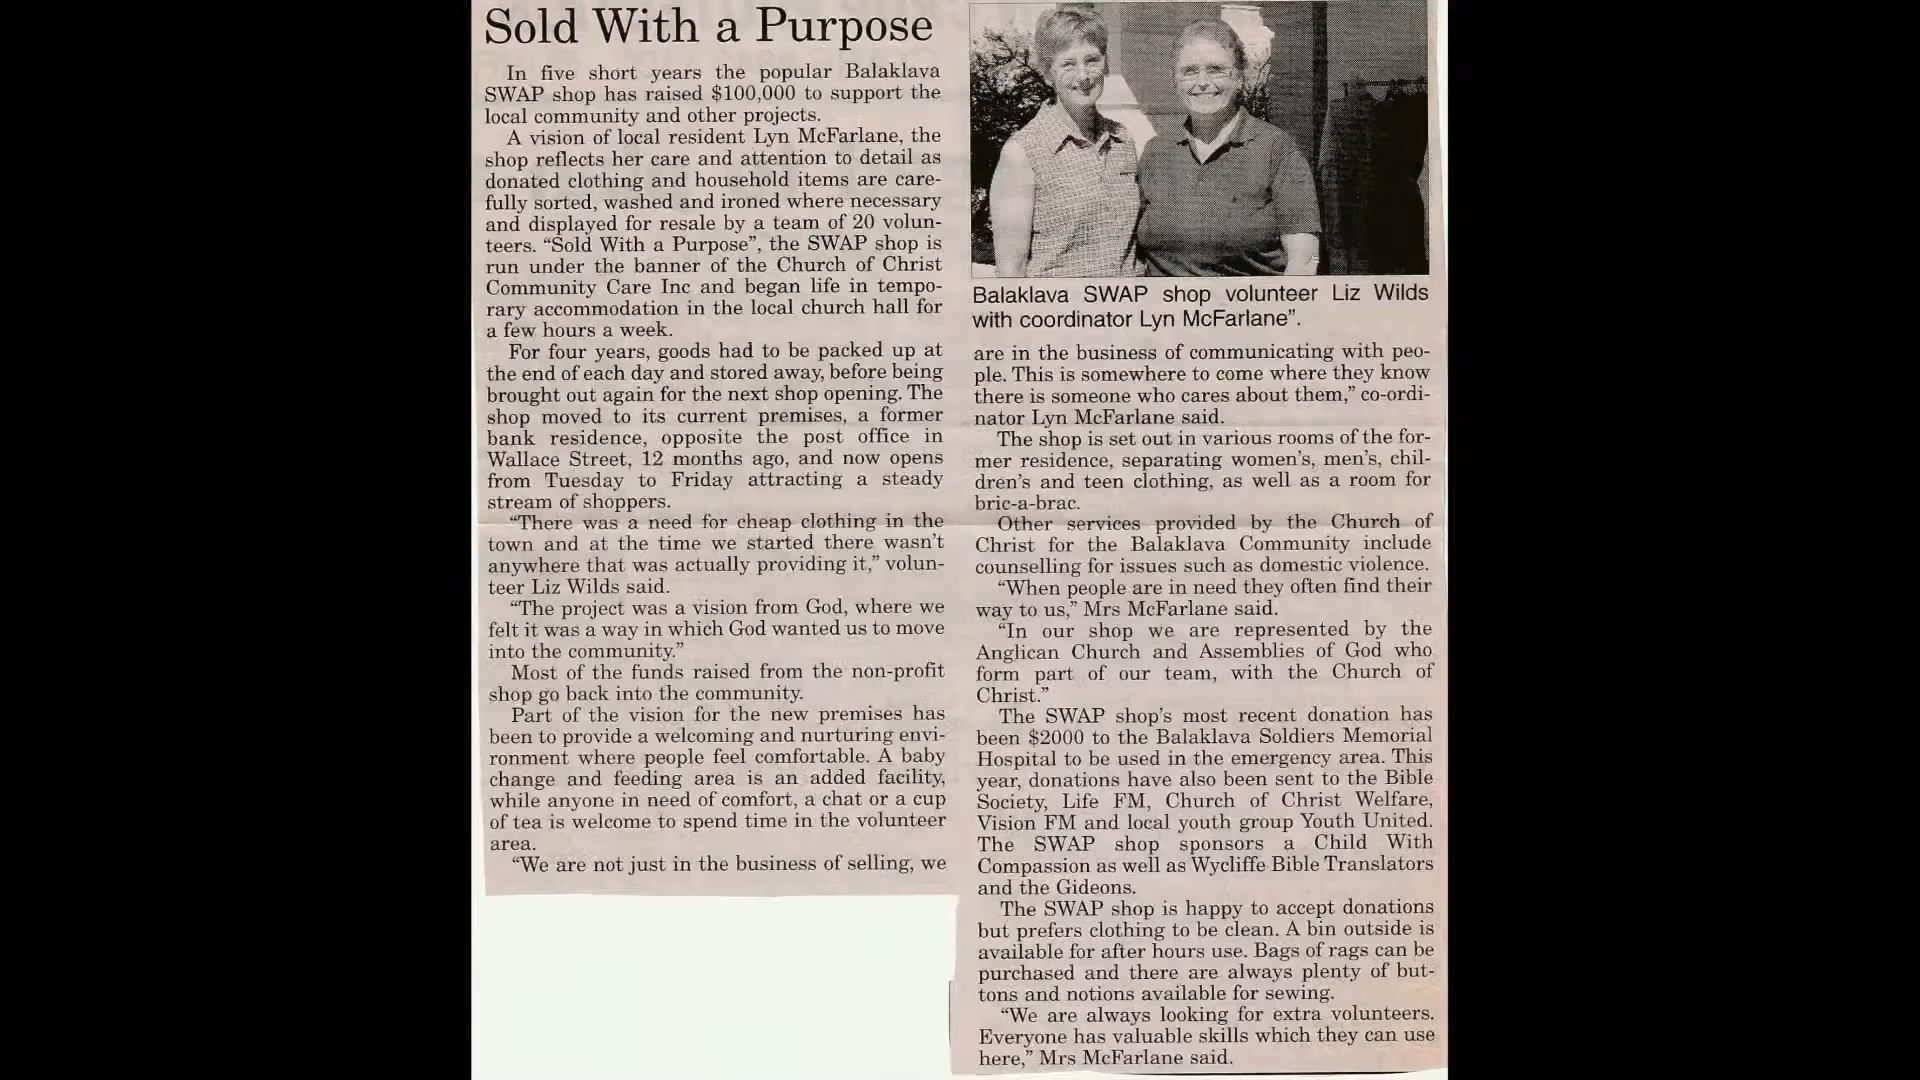 Sold With a Purpose
In five short years the popular Balaklava
SWAP shop has raised $100,000 to support the
local community and other projects.
A vision of local resident Lyn McFarlane, the
shop reflects her care and attention to detail as
donated clothing and household items are care-
fully sorted, washed and ironed where necessary
and displayed for resale by a team of 20 volun-
teers. “Sold With a Purpose”, the SWAP shop is
run under the banner of the Church of Christ
Community Care Inc and began life in tempo-
rary accommodation in the local church hall for
a few hours a week.
For four years, goods had to be packed up at
the end of each day and stored away, before being
brought out again for the next shop opening. The
shop moved to its current premises, a former
bank residence, opposite the post office in
Wallace Street, 12 months ago, and now opens
from Tuesday to Friday attracting a steady
stream of shoppers.
“There was a need for cheap clothing in the
town and at the time we started there wasn’t
anywhere that was actually providing it,” volun-
teer Liz Wilds said.
“The project was a vision from God, where we
felt it was a way in which God wanted us to move
into the community.”
Most of the funds raised from the non-profit
shop go back into the community.
Part of the vision for the new premises has
been to provide a welcoming and nurturing envi-
ronment where people feel comfortable. A baby
change and feeding area is an added facility,
while anyone in need of comfort, a chat or a cup
of tea is welcome to spend time in the volunteer
area.
“We are not just in the business of selling, we
Balaklava SWAP shop volunteer Liz Wilds
with coordinator Lyn McFarlane”.
are in the business of communicating with peo-
ple. This is somewhere to come where they know
there is someone who cares about them,” co-ordi-
nator Lyn McFarlane said.
The shop is set out in various rooms of the for-
mer residence, separating women’s, men’s, chil-
dren’s and teen clothing, as well as a room for
bric-a-brac.
Other services provided by the Church of
Christ for the Balaklava Community include
counselling for issues such as domestic violence.
“When people are in need they often find their
way to us,” Mrs McFarlane said.
“In our shop we are represented by the
Anglican Church and Assemblies of God who
form part of our team, with the Church of
Christ.”
The SWAP shop’s most recent donation has
been $2000 to the Balaklava Soldiers Memorial
Hospital to be used in the emergency area. This
year, donations have also been sent to the Bible
Society, Life FM, Church of Christ Welfare,
Vision FM and local youth group Youth United.
The SWAP shop sponsors a Child With
Compassion as well as Wycliffe Bible Translators
and the Gideons.
The SWAP shop is happy to accept donations
but prefers clothing to be clean. A bin outside is
available for after hours use. Bags of rags can be
purchased and there are always plenty of but-
tons and notions available for sewing.
“We are always looking for extra volunteers.
Everyone has valuable skills which they can use
here,” Mrs McFarlane said.